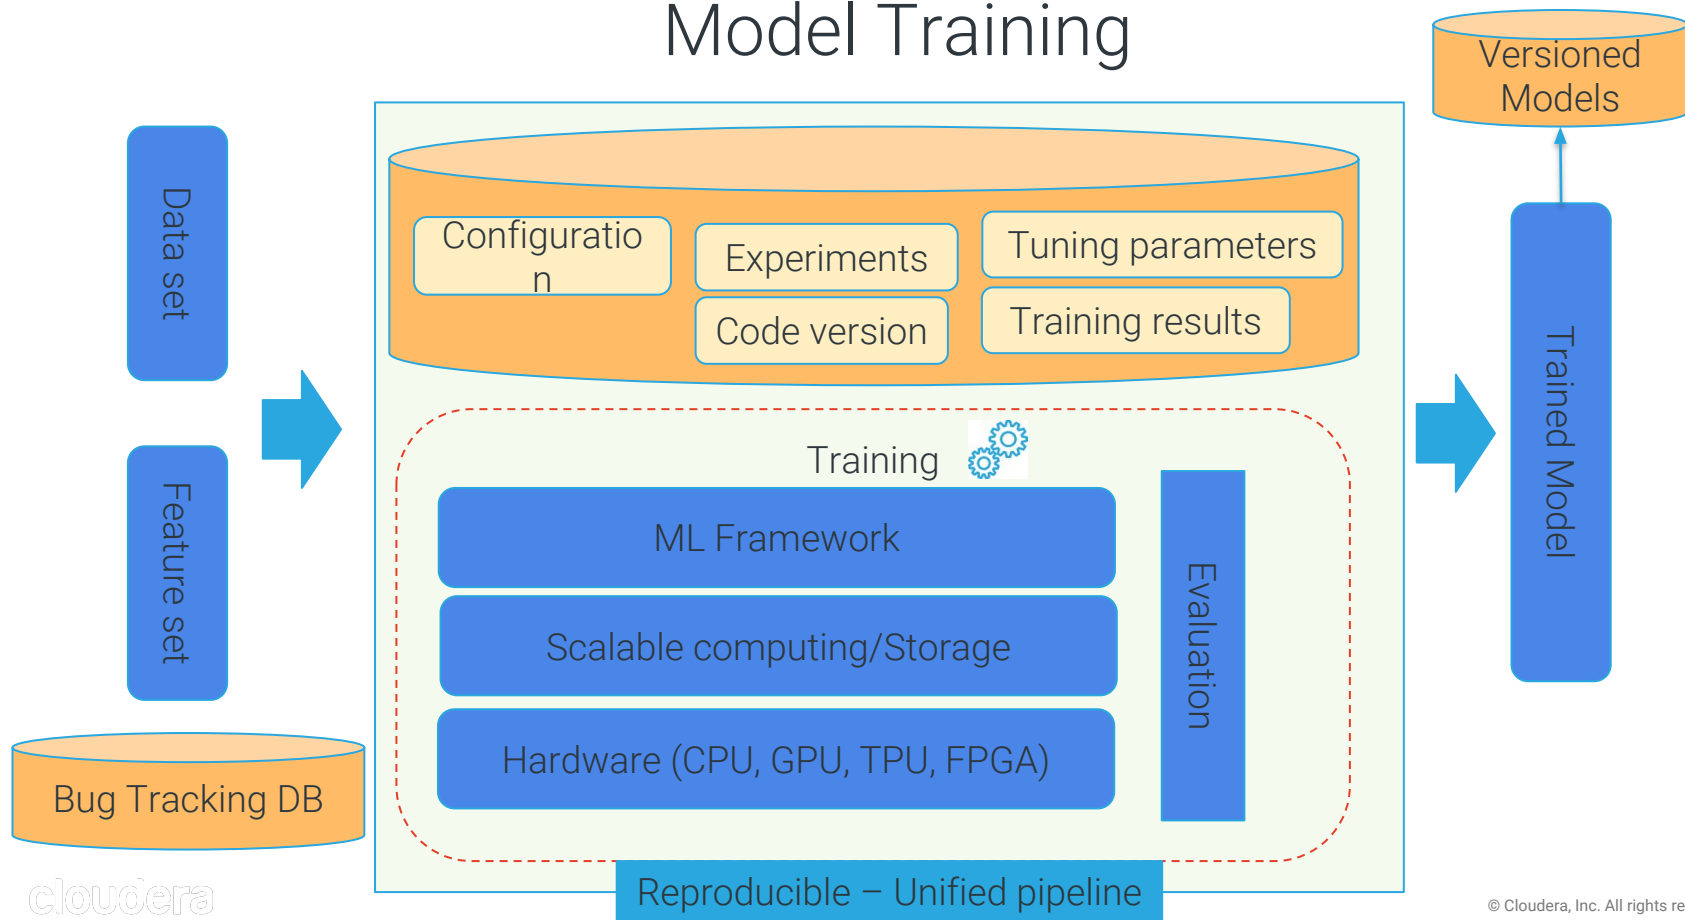 Model Training
Versioned
Models
Data set
Feature set
Bug Tracking DB
Configuratio
n
Experiments
Code version
Tuning parameters
Training results
Training
ML Framework
Scalable computing/Storage
Hardware (CPU, GPU, TPU, FPGA)
Evaluation
Trained Model
Reproducible – Unified pipeline
cloudera
© Cloudera, Inc. All rights re